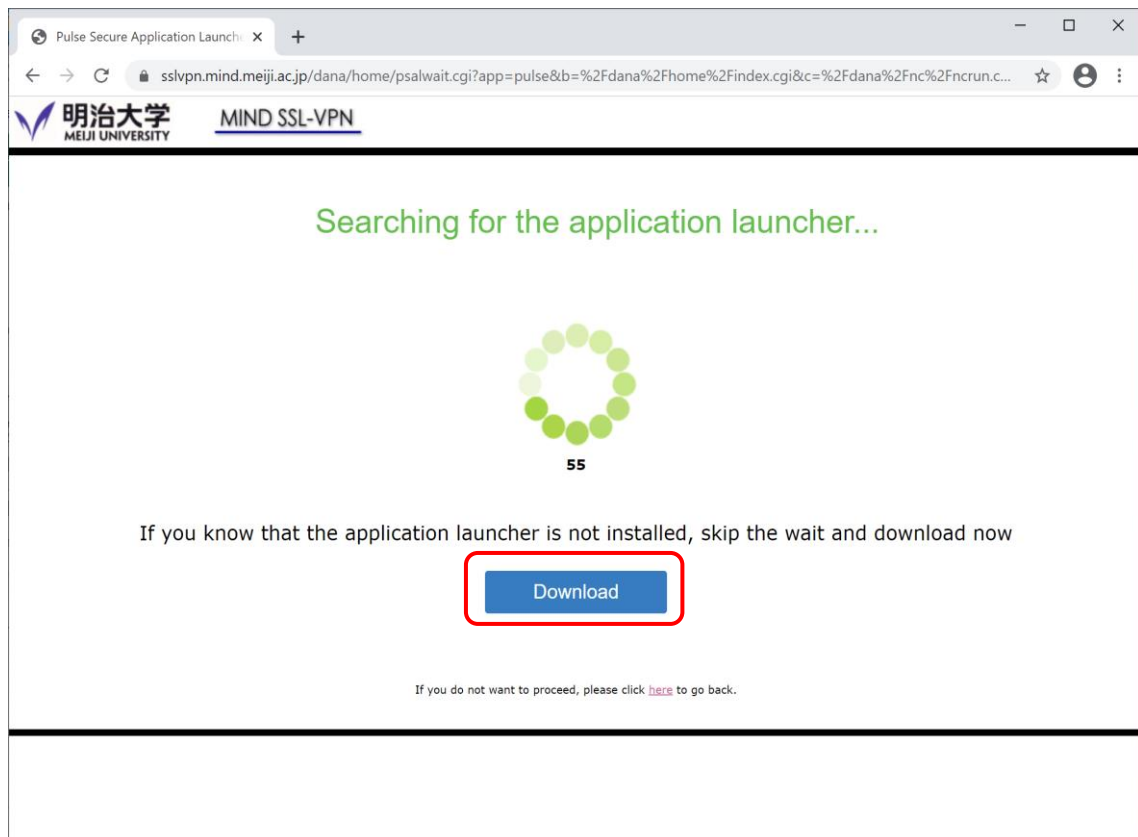 Pulse Secure Application Launch
sslvpn.mind.meiji.ac.jp/dana/home/psalwait.cgi?app=pulse&b=%2Fdana%2Fhome%2Findex.cgi&c=%2Fdana%2Fnc%2Fncrun.c...
明治大学 MIND SSL-VPN
MEIJI UNIVERSITY
Searching for the application launcher...
55
If you know that the application launcher is not installed, skip the wait and download now
Download
If you do not want to proceed, please click here to go back.